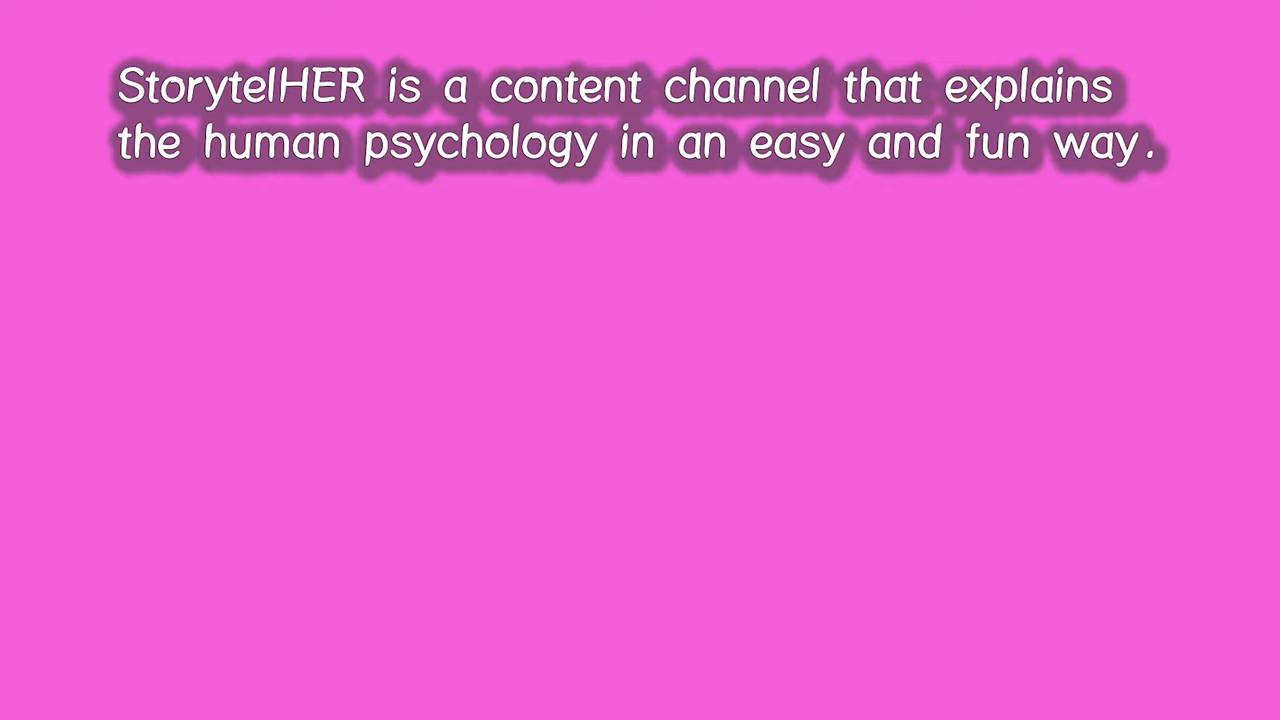 StorytelHER is a content channel that explains
the human psychology in an easy and fun way.